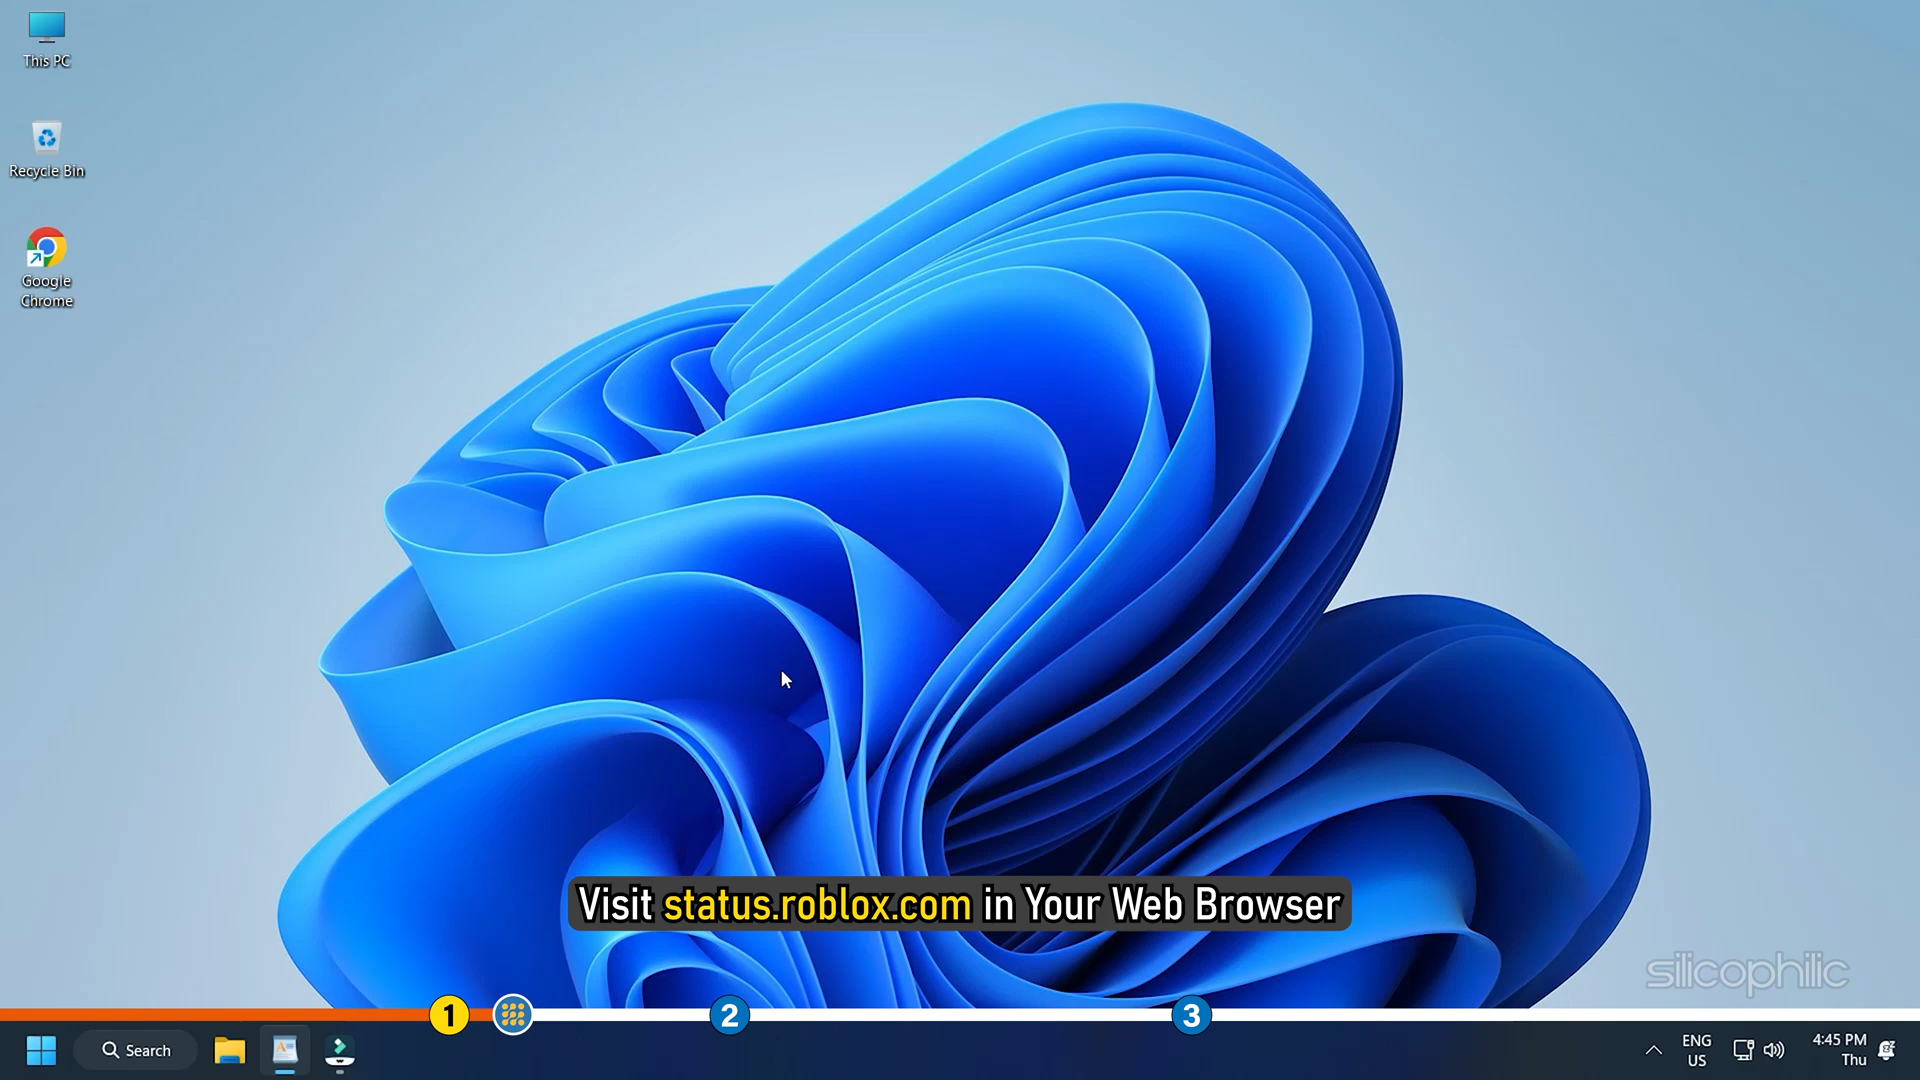 This PC
Recycle Bin
Google
Chrome
Visit status.roblox.com in Your Web Browser
silicophilic
1
2
3
Search
ENG
US
4:45 PM
Thu